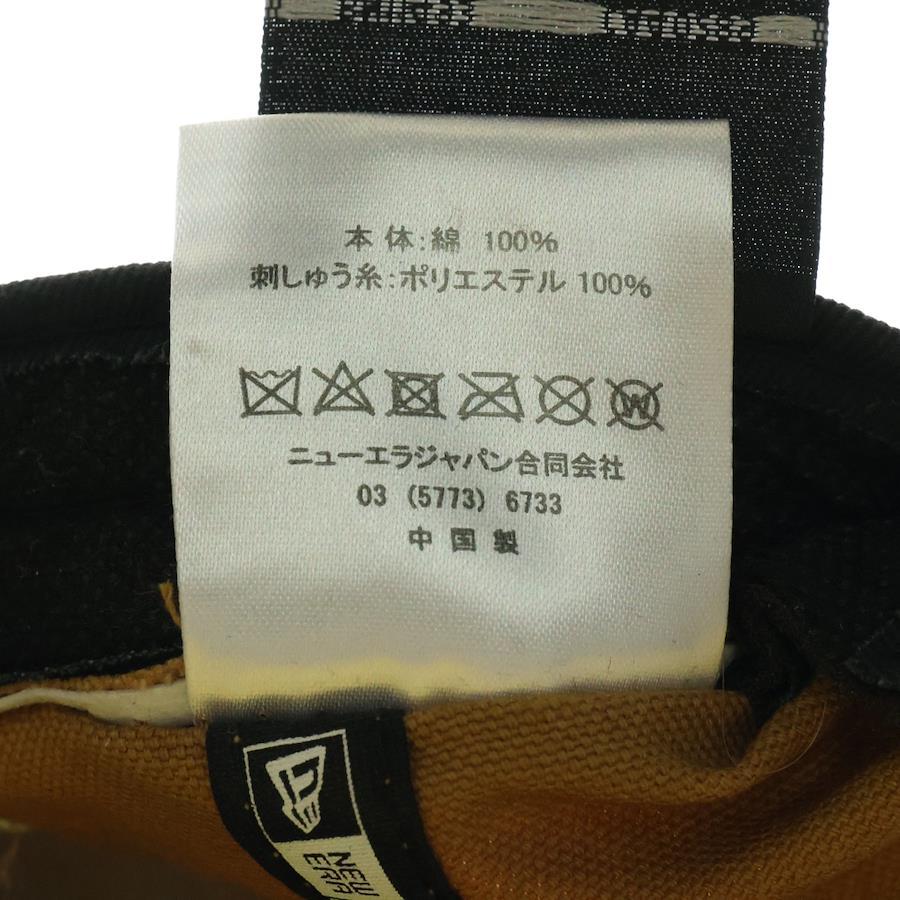 本体:綿 100%
刺しゅう糸:ポリエステル 100%
W
ニューエラジャパン合同会社
03 (5773) 6733
中国製
NEW
ERA